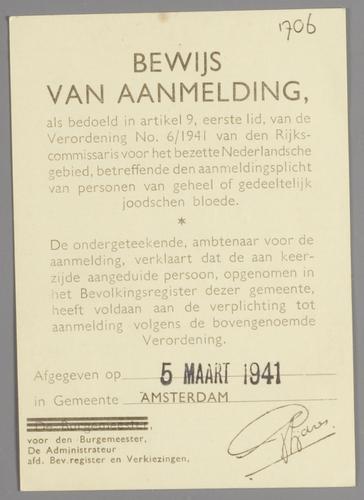 1706
BEWIJS
VAN AANMELDING,
als bedoeld in artikel 9, eerste lid, van de
Verordening No. 6/1941 van den Rijks-
commissaris voor het bezette Nederlandsche
gebied, betreffende den aanmeldingsplicht
van personen van geheel of gedeeltelijk
joodschen bloede.
*
De ondergeteekende, ambtenaar voor de
aanmelding, verklaart dat de aan keer-
zijde aangeduide persoon, opgenomen in
het Bevolkingsregister dezer gemeente,
heeft voldaan aan de verplichting tot
aanmelding volgens de bovengenoemde
Verordening.
Afgegeven op 5 MAART 1941
in Gemeente AMSTERDAM
De Burgemeester,
voor den Burgemeester,
De Administrateur
afd. Bev.register en Verkiezingen,